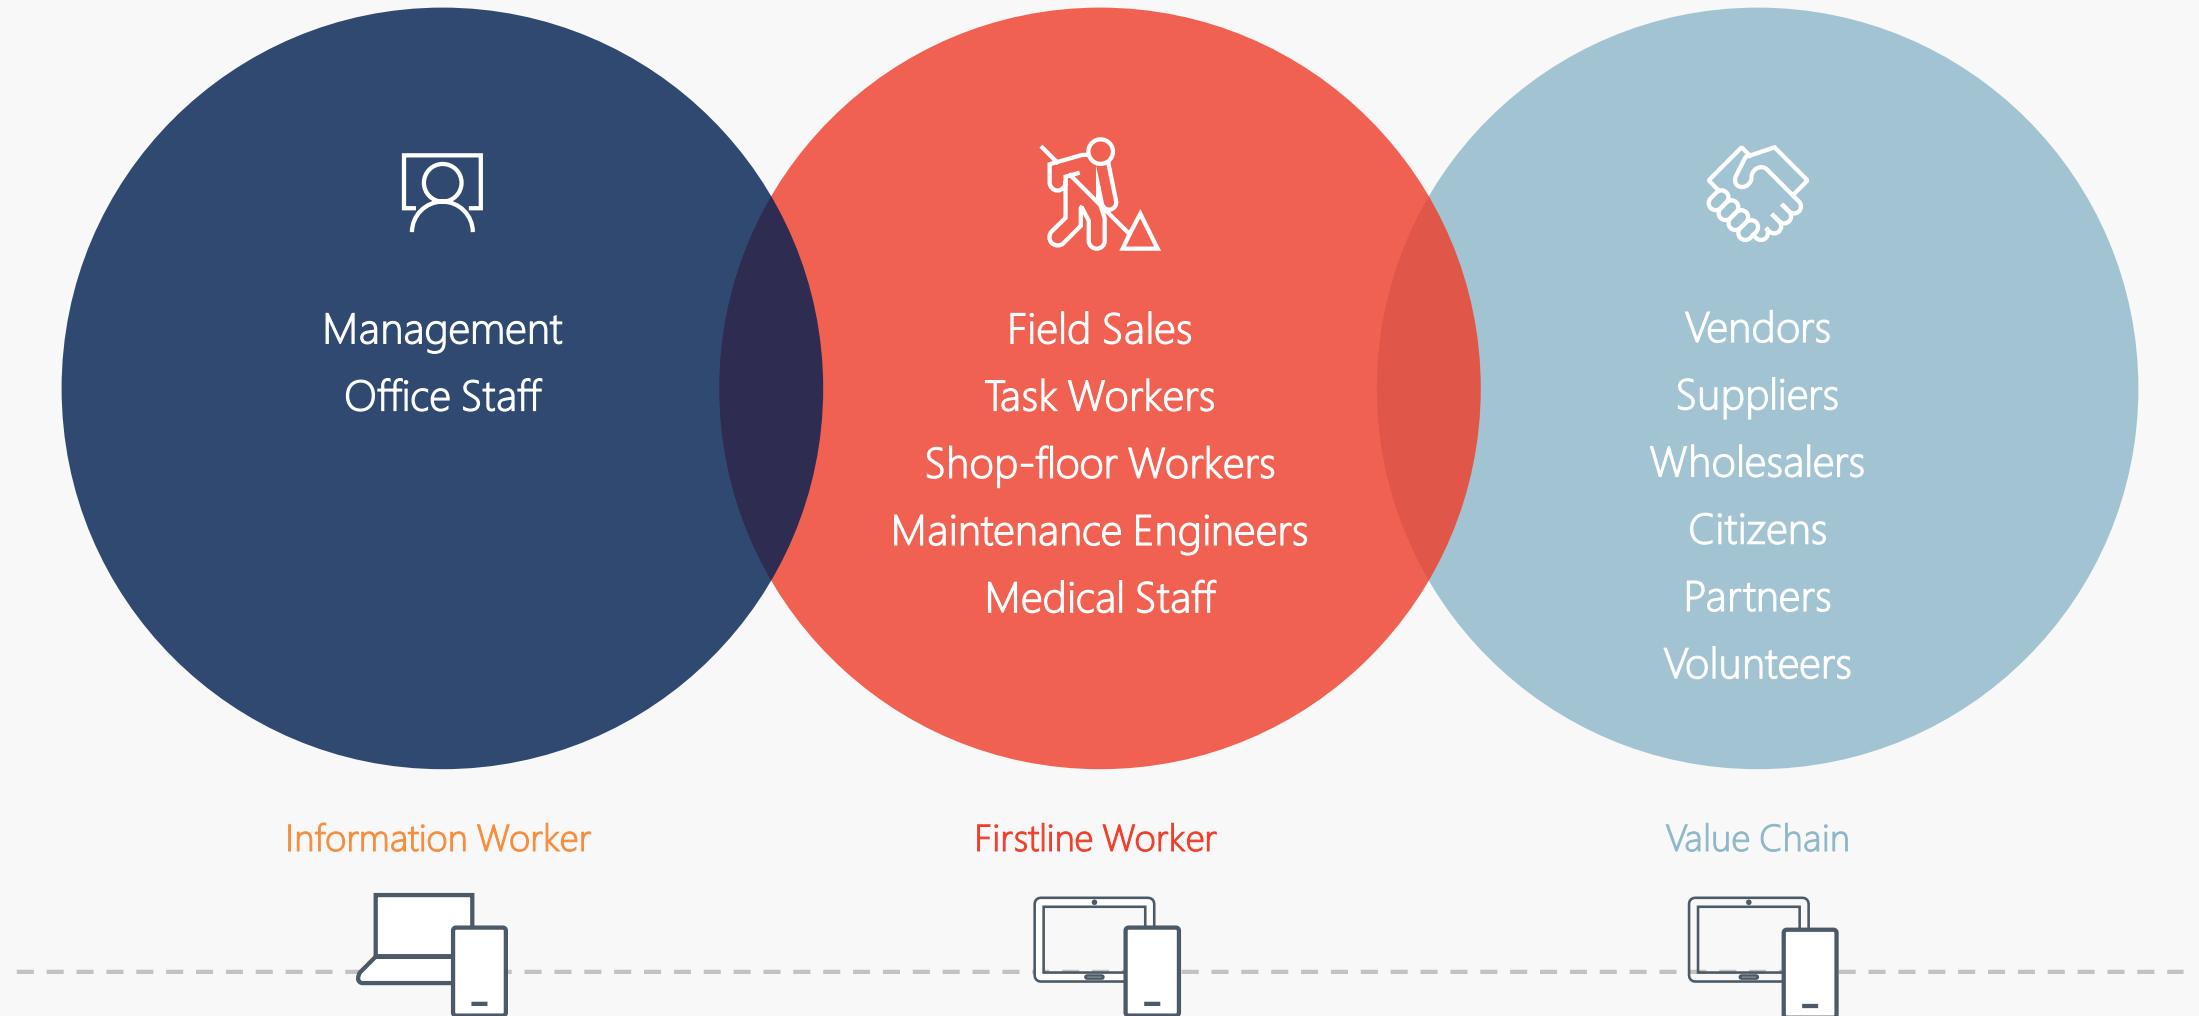 Management
Office Staff
Field Sales
Task Workers
Shop-floor Workers
Maintenance Engineers
Medical Staff
Vendors
Suppliers
Wholesalers
Citizens
Partners
Volunteers
Information Worker
Firstline Worker
Value Chain